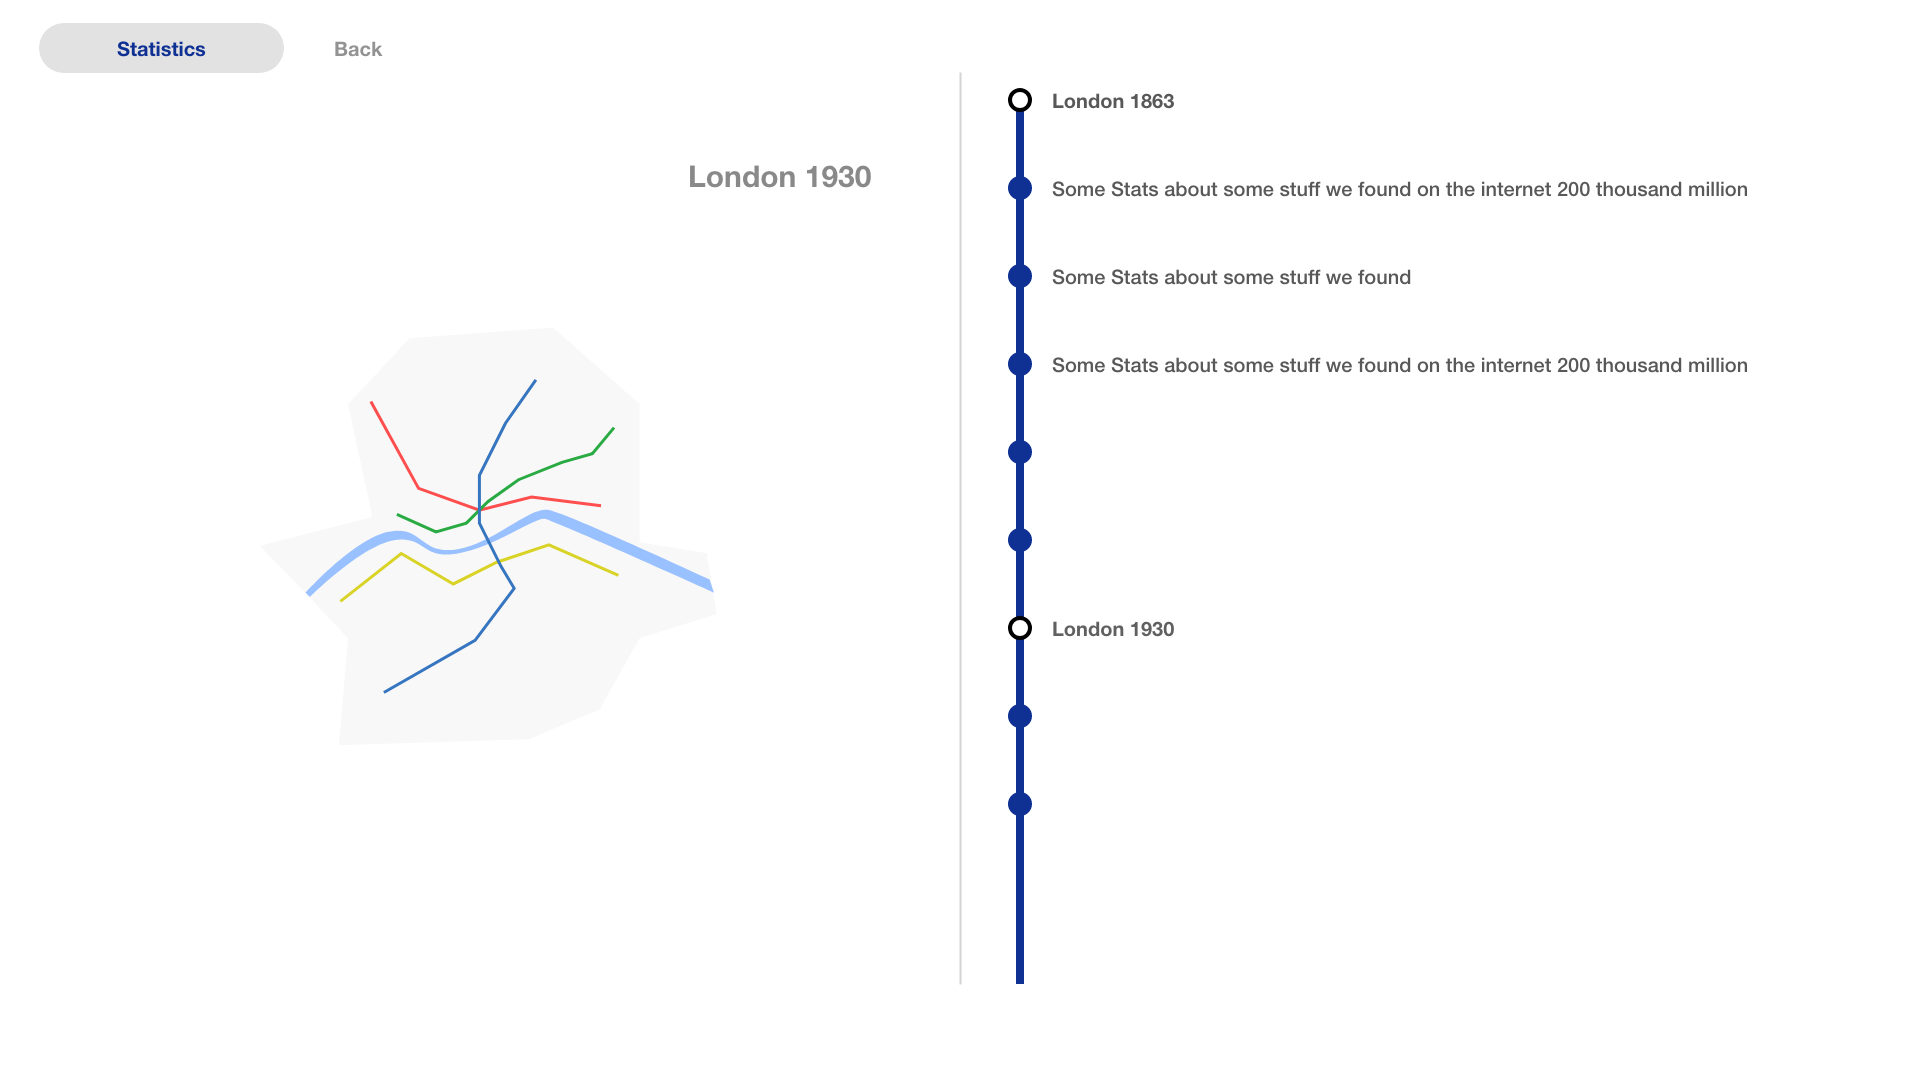 Statistics
Back
London 1930
London 1863
Some Stats about some stuff we found on the internet 200 thousand million
Some Stats about some stuff we found
Some Stats about some stuff we found on the internet 200 thousand million
London 1930